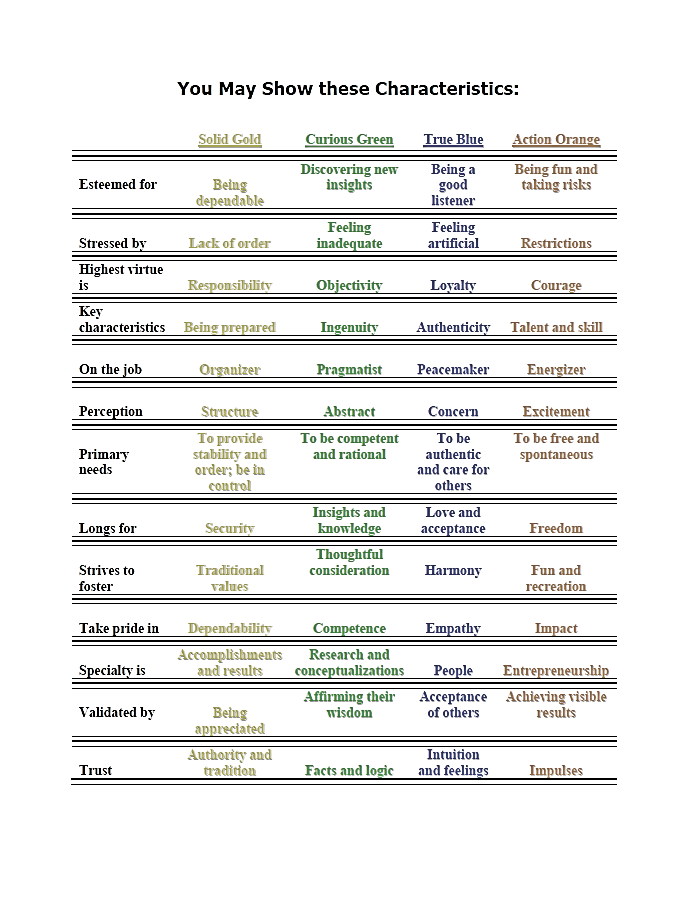 You May Show these Characteristics:
Solid Gold Curious Green True Blue Action Orange
Discovering new Being a Being fun and
Esteemed for Being insights good taking risks
dependable listener
Feeling Feeling
Stressed by Lack of order inadequate artificial Restrictions
Highest virtue
is Responsibility Objectivity Loyalty Courage
Key
characteristics Being prepared Ingenuity Authenticity Talent and skill
On the job Organizer Pragmatist Peacemaker Energizer
Perception Structure Abstract Concern Excitement
To provide To be competent To be To be free and
Primary stability and and rational authentic spontaneous
needs order; be in and care for
control others
Insights and Love and
Longs for Security knowledge acceptance Freedom
Thoughtful
Strives to Traditional consideration Harmony Fun and
foster values recreation
Take pride in Dependability Competence Empathy Impact
Accomplishments Research and
Specialty is and results conceptualizations People Entrepreneurship
Affirming their Acceptance Achieving visible
Validated by Being wisdom of others results
appreciated
Authority and Intuition
Trust tradition Facts and logic and feelings Impulses